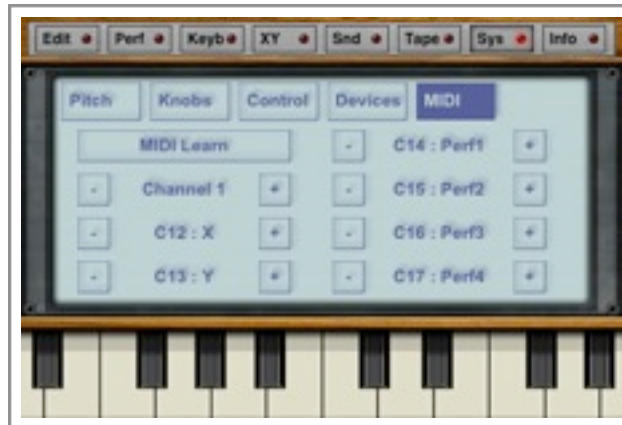 Edit Perf Keyb XY Snd Tape Sys Info
Pitch Knobs Control Devices MIDI
MIDI Learn - C14 : Perf1 +
- Channel 1 + - C15 : Perf2 +
- C12 : X + - C16 : Perf3 +
- C13 : Y + - C17 : Perf4 +